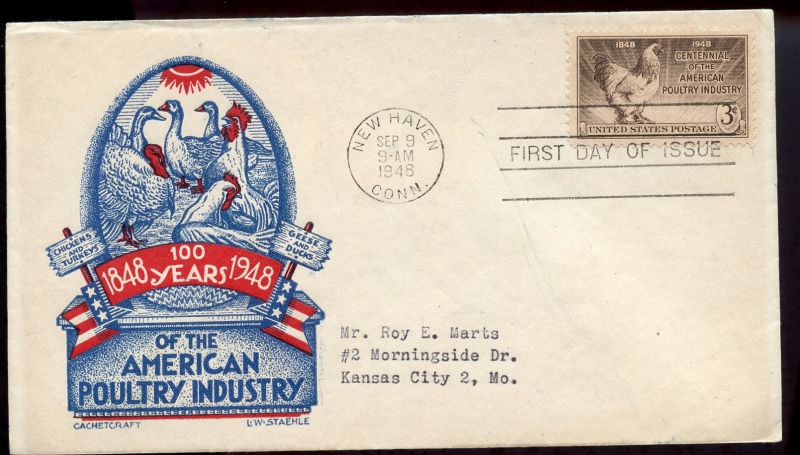 CHICKENS
AND
TURKEYS
GEESE
AND
DUCKS
100
1848 YEARS 1948
OF THE
AMERICAN
POULTRY INDUSTRY
CACHETCRAFT L.W. STAEHLE
NEW HAVEN
SEP 9
9-AM
1948
CONN.
1848 1948
CENTENNIAL
OF THE
AMERICAN
POULTRY INDUSTRY
3¢
UNITED STATES POSTAGE
FIRST DAY OF ISSUE
Mr. Roy E. Marts
#2 Morningside Dr.
Kansas City 2, Mo.